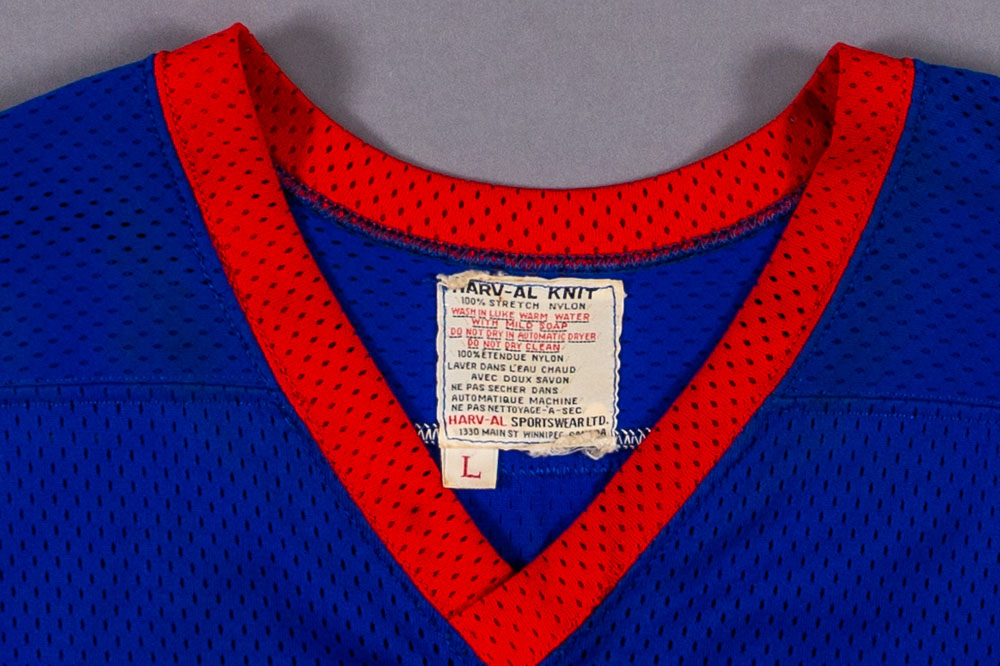 HARV-AL KNIT
100% STRETCH NYLON
WASH IN LUKE WARM WATER
WITH MILD SOAP
DO NOT DRY IN AUTOMATIC DRYER
DO NOT DRY CLEAN
100% ÉTENDUE NYLON
LAVER DANS L'EAU CHAUD
AVEC DOUX SAVON
NE PAS SECHER DANS
AUTOMATIQUE MACHINE
NE PAS NETTOYAGE-A-SEC
HARV-AL SPORTSWEAR LTD.
1330 MAIN ST WINNIPEG CANADA
L